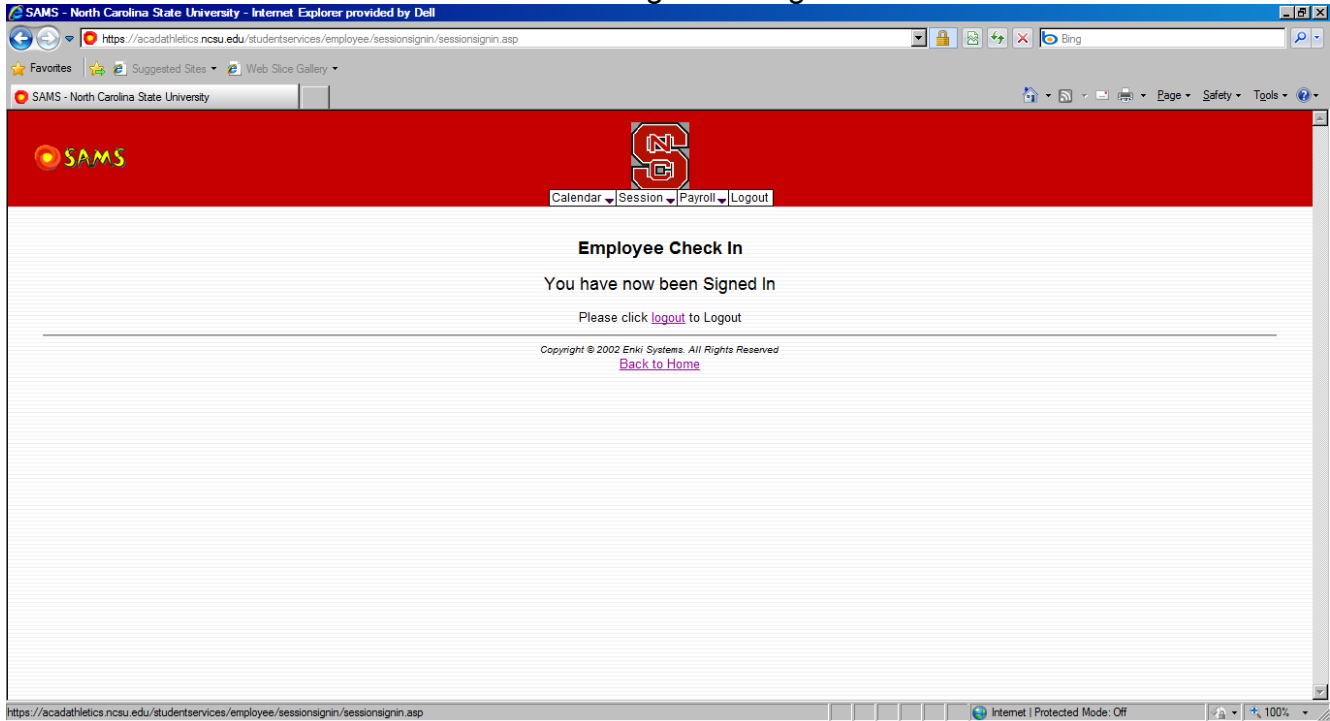 SAMS - North Carolina State University - Internet Explorer provided by Dell
https://acadathletics.ncsu.edu/studentservices/employee/sessionsignin/sessionsignin.asp
Bing
Favorites Suggested Sites Web Slice Gallery
SAMS - North Carolina State University
Page Safety Tools
SAMS
NC
Calendar Session Payroll Logout
Employee Check In
You have now been Signed In
Please click logout to Logout
Copyright © 2002 Enki Systems. All Rights Reserved
Back to Home
https://acadathletics.ncsu.edu/studentservices/employee/sessionsignin/sessionsignin.asp
Internet | Protected Mode: Off
100%